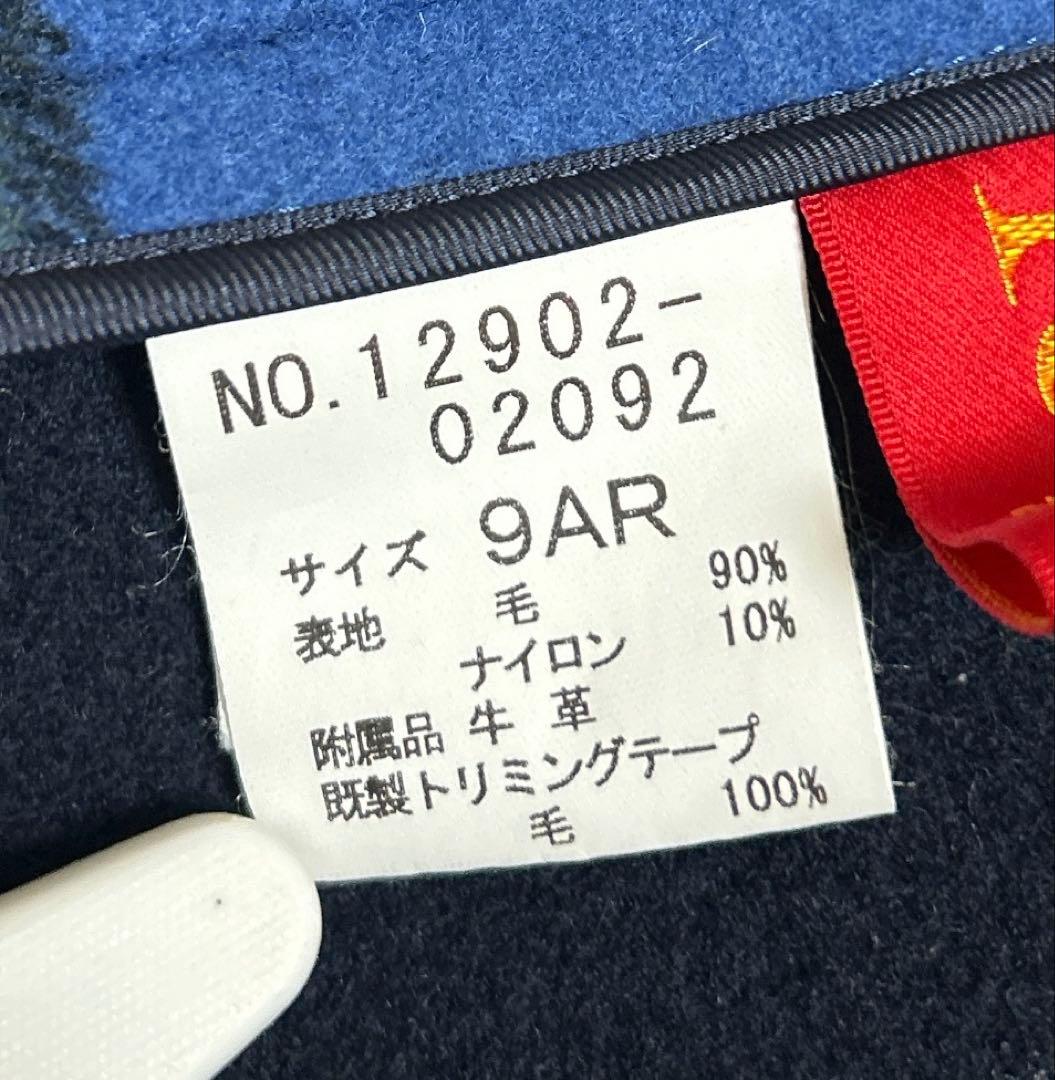 NO.12902-
02092
サイズ 9AR
表地 毛 90%
ナイロン 10%
附属品 牛 革
既製トリミングテープ
毛 100%